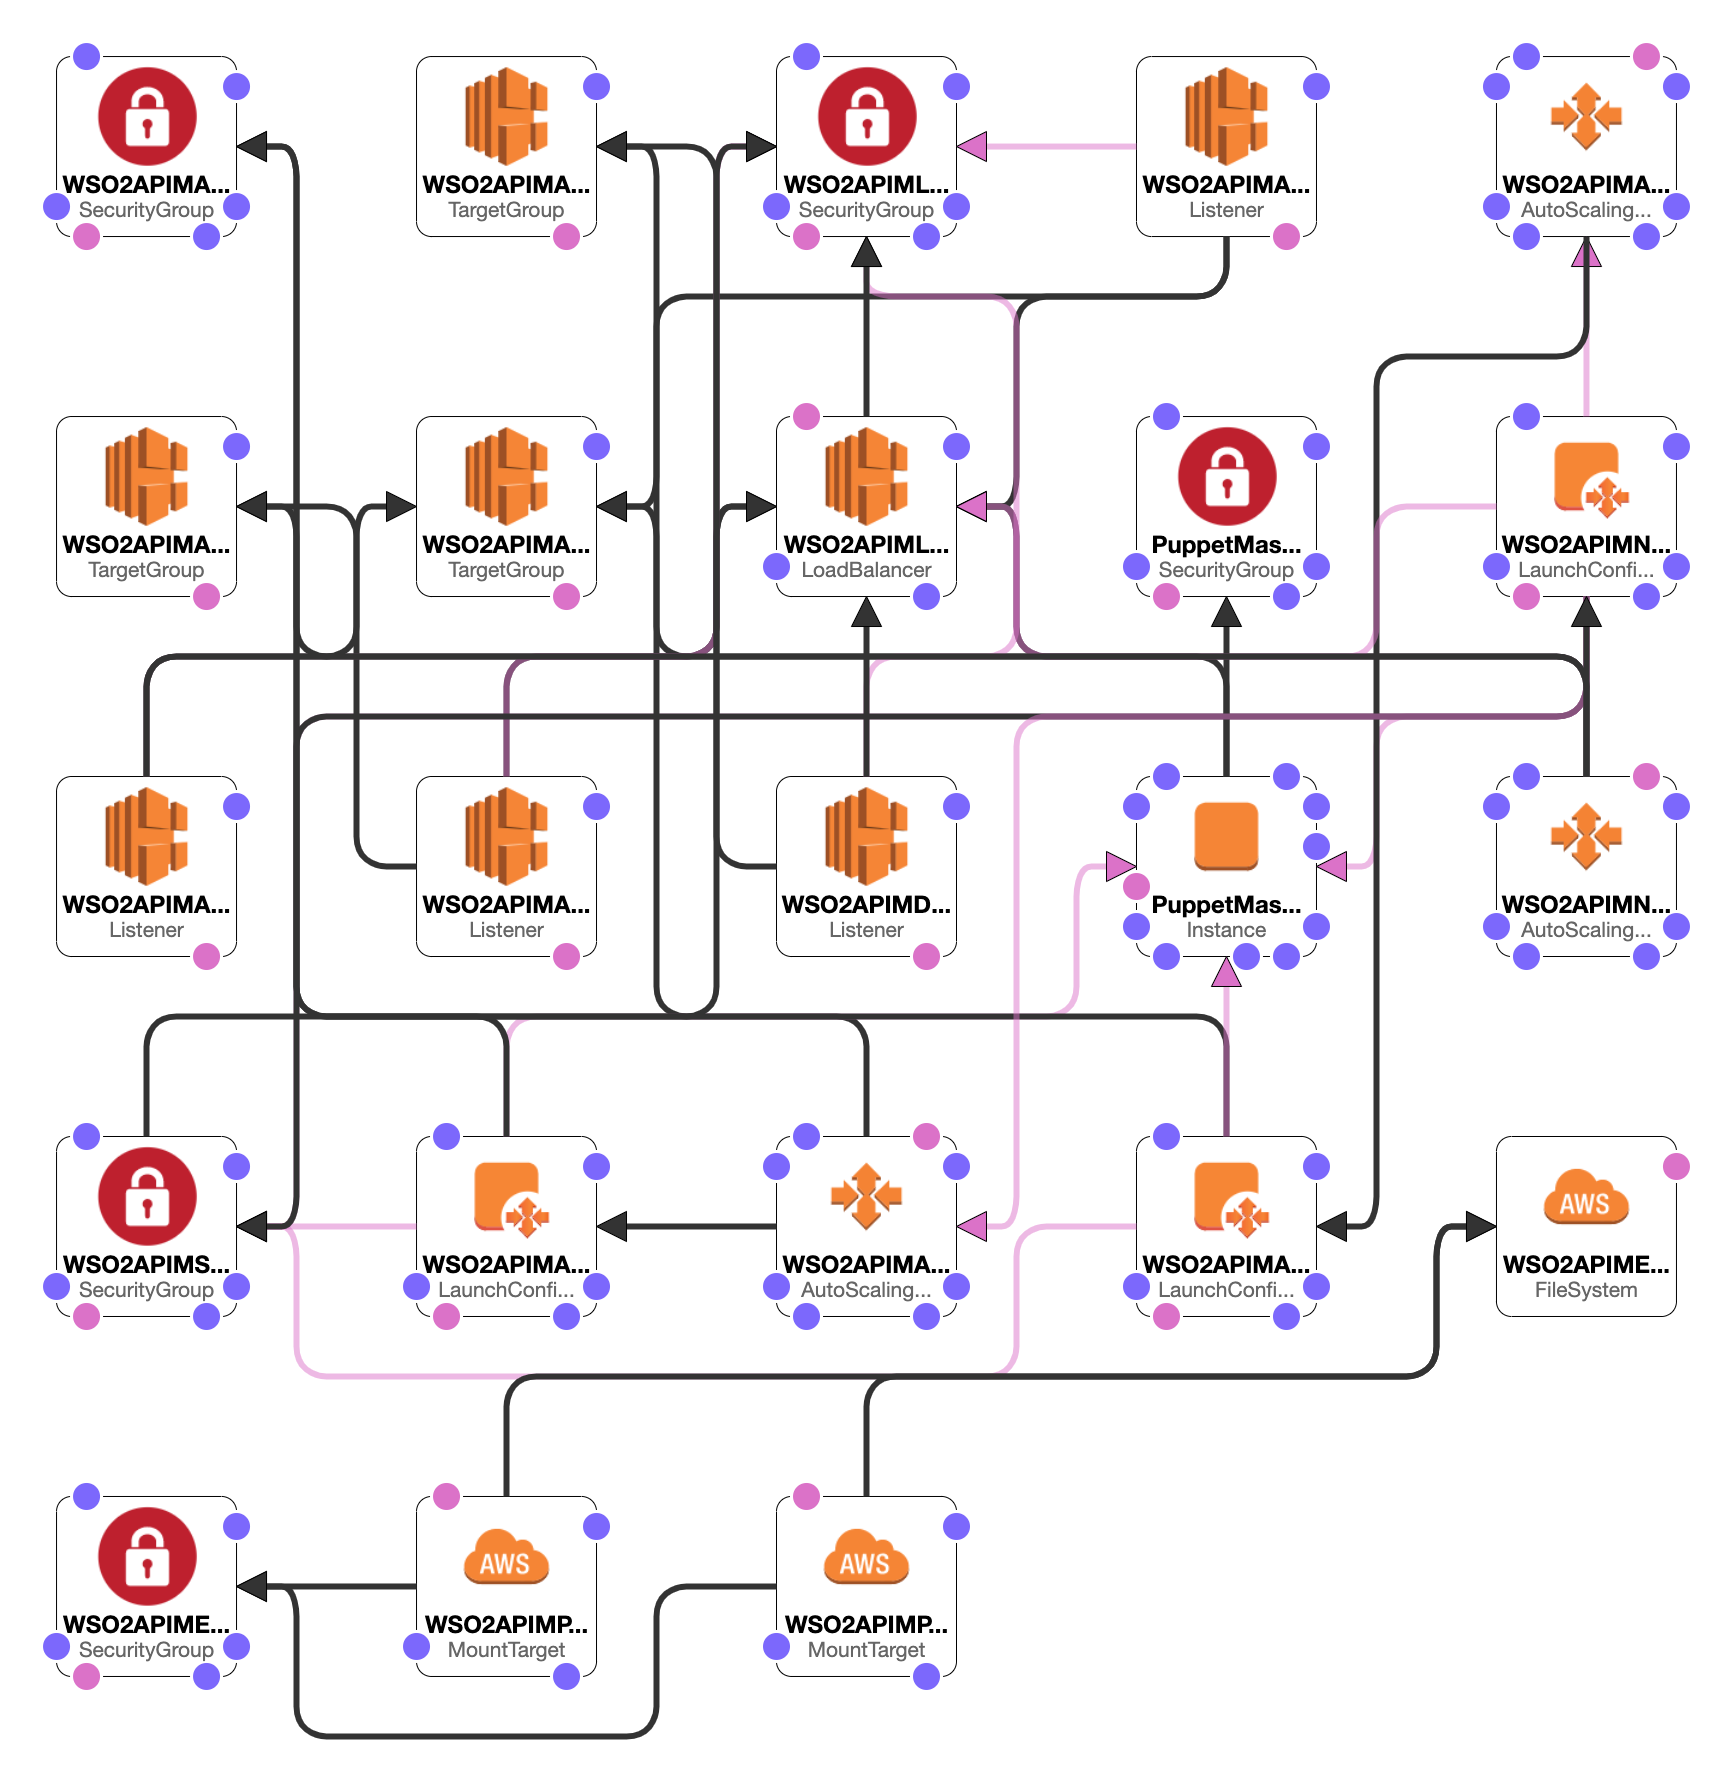 WSO2APIMA...
SecurityGroup
WSO2APIMA...
TargetGroup
WSO2APIML...
SecurityGroup
WSO2APIMA...
Listener
WSO2APIMA...
AutoScaling...
WSO2APIMA...
TargetGroup
WSO2APIMA...
TargetGroup
WSO2APIML...
LoadBalancer
PuppetMas...
SecurityGroup
WSO2APIMN...
LaunchConfi...
WSO2APIMA...
Listener
WSO2APIMA...
Listener
WSO2APIMD...
Listener
PuppetMas...
Instance
WSO2APIMN...
AutoScaling...
WSO2APIMS...
SecurityGroup
WSO2APIMA...
LaunchConfi...
WSO2APIMA...
AutoScaling...
WSO2APIMA...
LaunchConfi...
AWS
WSO2APIME...
FileSystem
WSO2APIME...
SecurityGroup
AWS
WSO2APIMP...
MountTarget
AWS
WSO2APIMP...
MountTarget